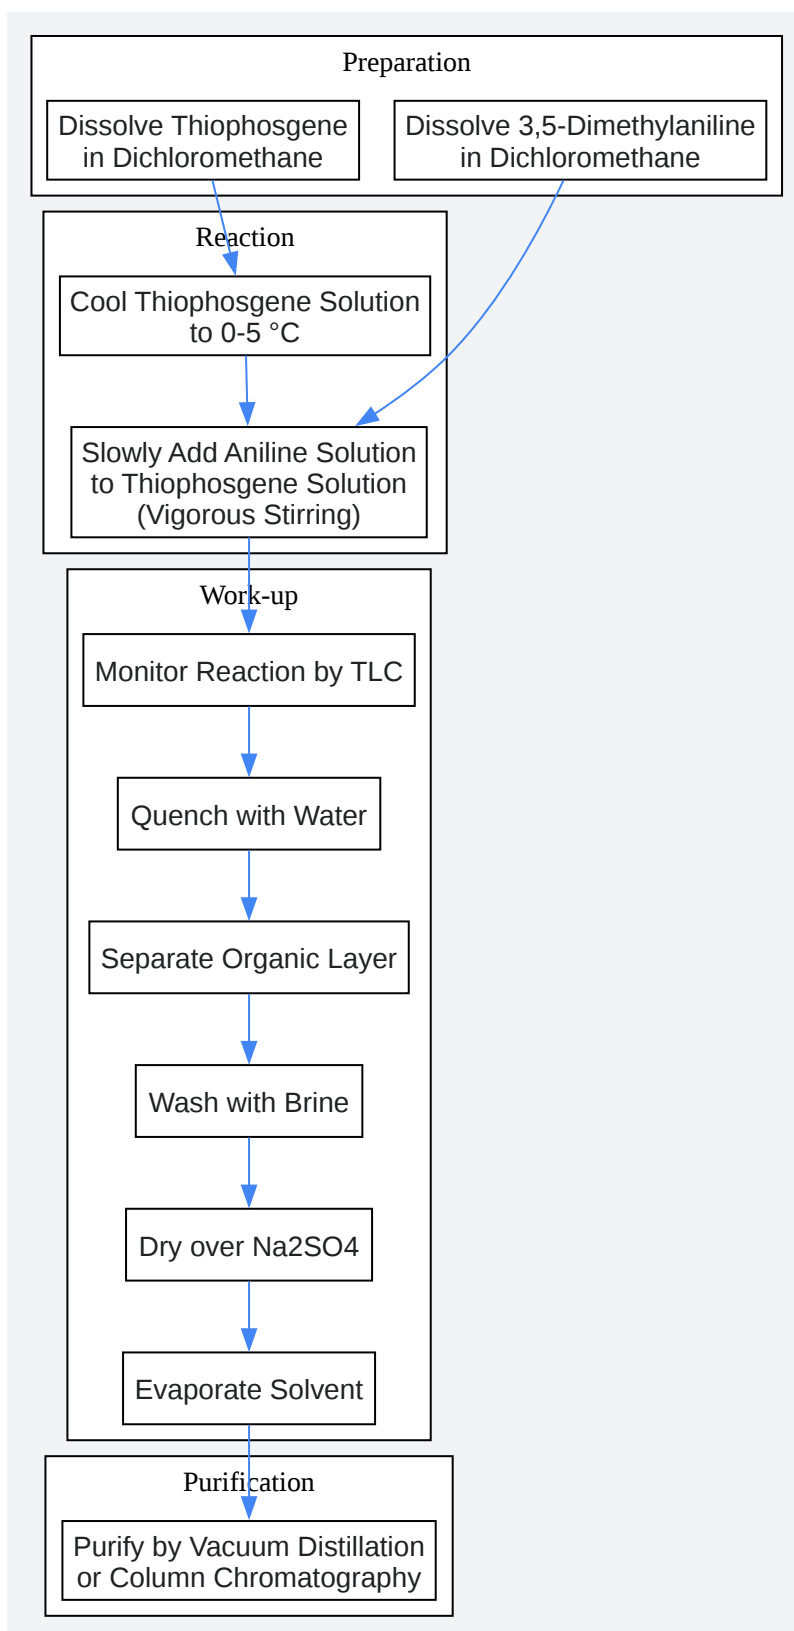 Preparation
Dissolve Thiophosgene
in Dichloromethane
Dissolve 3,5-Dimethylaniline
in Dichloromethane
Reaction
Cool Thiophosgene Solution
to 0-5 °C
Slowly Add Aniline Solution
to Thiophosgene Solution
(Vigorous Stirring)
Work-up
Monitor Reaction by TLC
Quench with Water
Separate Organic Layer
Wash with Brine
Dry over Na2SO4
Evaporate Solvent
Purification
Purify by Vacuum Distillation
or Column Chromatography